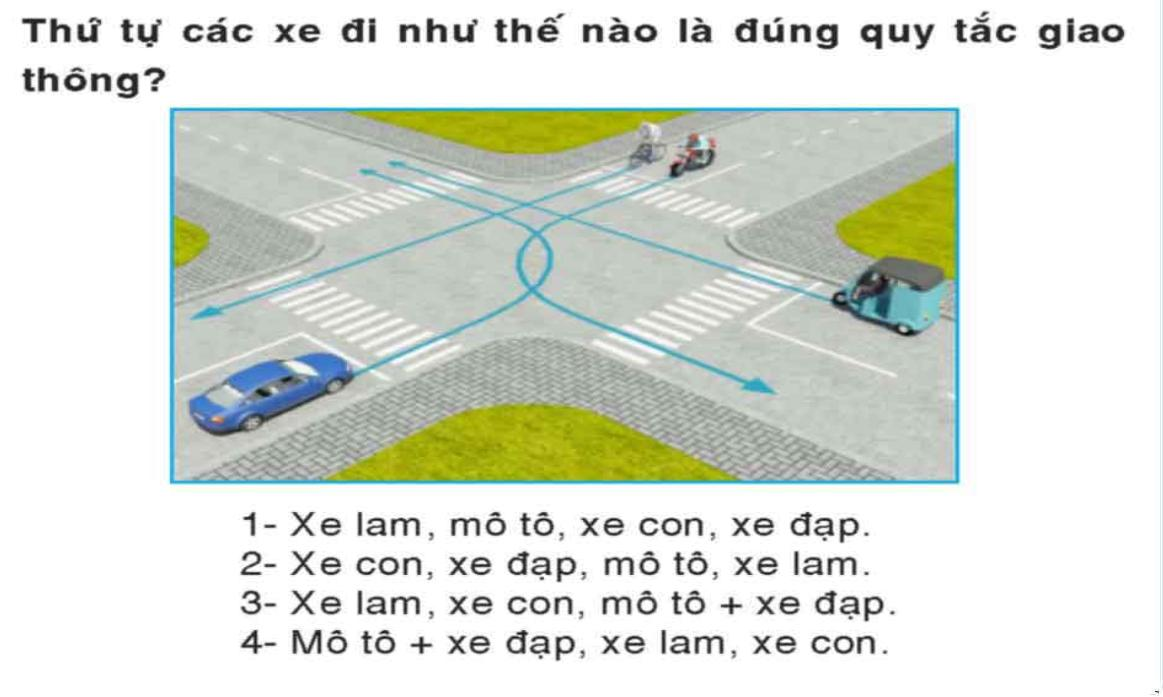 Thứ tự các xe đi như thế nào là đúng quy tắc giao
thông?
1- Xe lam, mô tô, xe con, xe đạp.
2- Xe con, xe đạp, mô tô, xe lam.
3- Xe lam, xe con, mô tô + xe đạp.
4- Mô tô + xe đạp, xe lam, xe con.